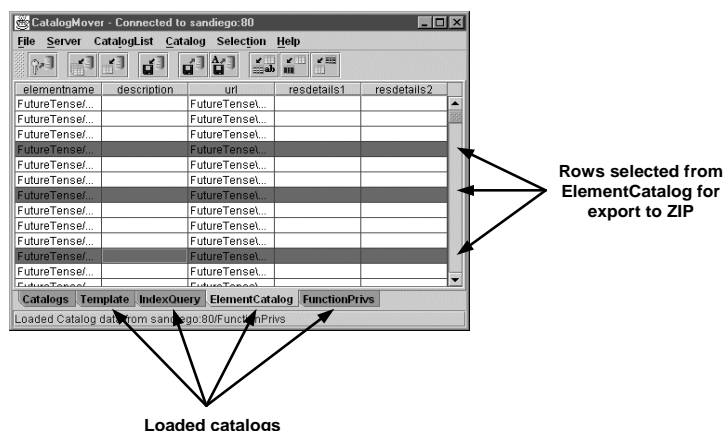 CatalogMover - Connected to sandiego:80
File Server CatalogList Catalog Selection Help
elementname description url resdetails1 resdetails2
FutureTense/... FutureTense\...
FutureTense/... FutureTense\...
FutureTense/... FutureTense\...
FutureTense/... FutureTense\...
FutureTense/... FutureTense\...
FutureTense/... FutureTense\...
FutureTense/... FutureTense\...
FutureTense/... FutureTense\...
FutureTense/... FutureTense\...
FutureTense/... FutureTense\...
FutureTense/... FutureTense\...
FutureTense/... FutureTense\...
FutureTense/... FutureTense\...
Catalogs Template IndexQuery ElementCatalog FunctionPrivs
Loaded Catalog data from sandiego:80/FunctionPrivs
Rows selected from
ElementCatalog for
export to ZIP
Loaded catalogs